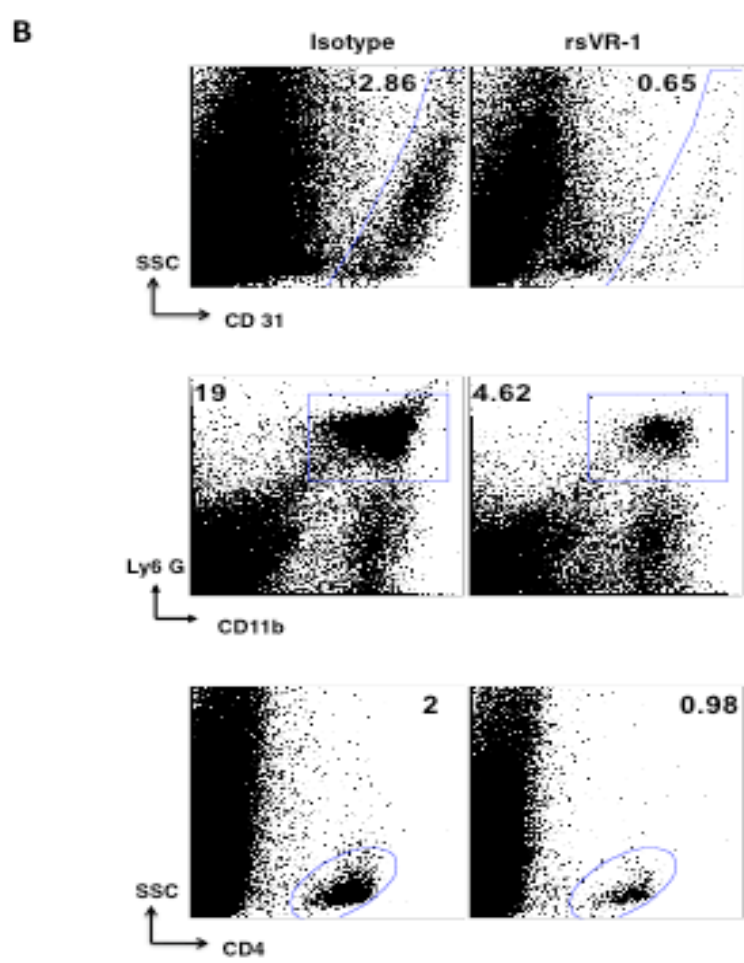 B
Isotype rsVR-1
2.86 0.65
SSC
CD 31
19 4.62
Ly6 G
CD11b
2 0.98
SSC
CD4